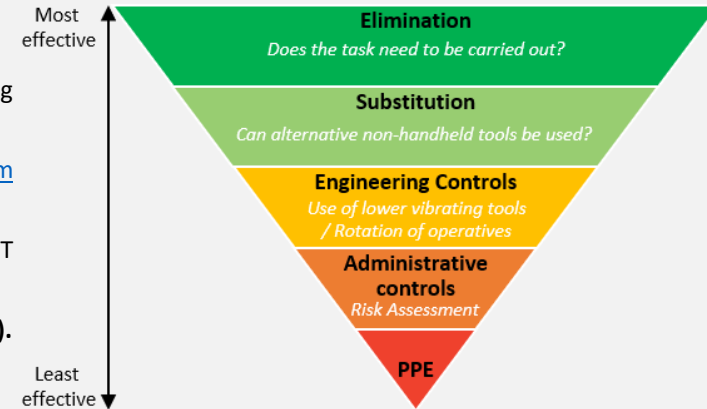 Most
effective
Elimination
Does the task need to be carried out?
g
Substitution
Can alternative non-handheld tools be used?
m
Engineering Controls
Use of lower vibrating tools
/ Rotation of operatives
T
Administrative
controls
Risk Assessment
).
PPE
Least
effective